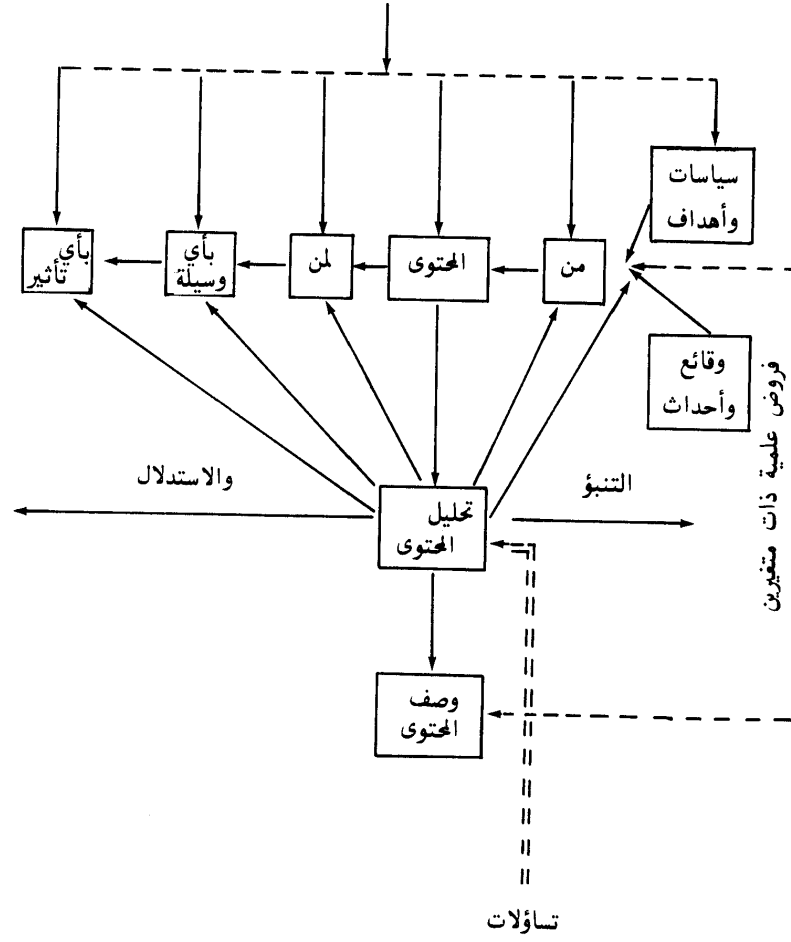 سياسات
وأهداف
من
المحتوى
لمن
بأي
وسيلة
بأي
تأثير
وقائع
وأحداث
فروض علمية ذات متغيرين
التنبؤ
والاستدلال
تحليل
المحتوى
وصف
المحتوى
تساؤلات